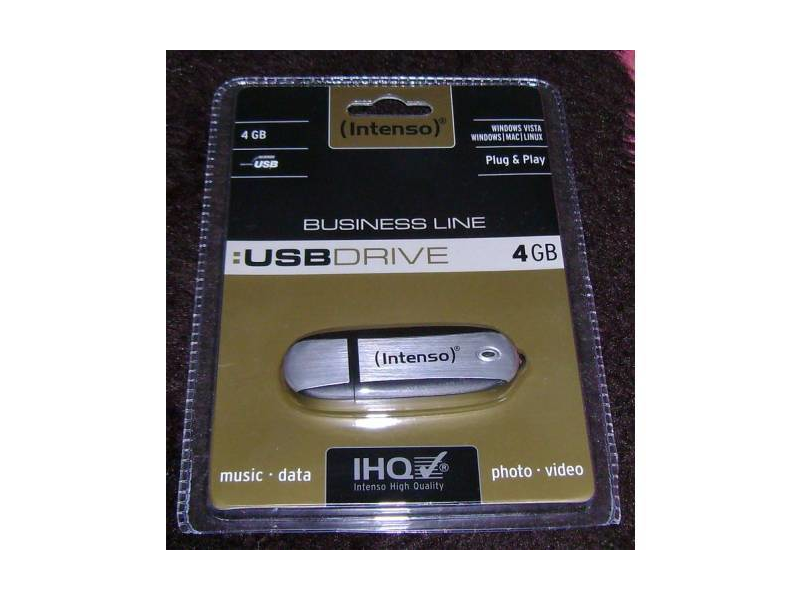 (Intenso)®
4 GB
USB
WINDOWS VISTA
WINDOWS|MAC|LINUX
Plug & Play
BUSINESS LINE
:USBDRIVE 4GB
(Intenso)®
music · data
IHQ®
Intenso High Quality
photo · video